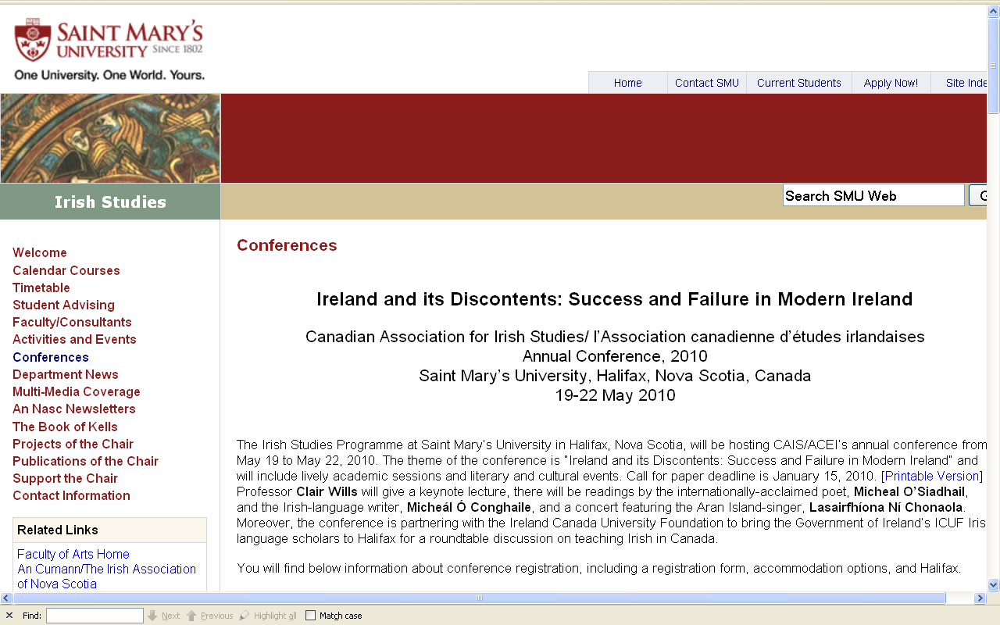 SAINT MARY'S
UNIVERSITY SINCE 1802
One University. One World. Yours.
Home Contact SMU Current Students Apply Now! Site Inde
Irish Studies
Search SMU Web G
Welcome
Calendar Courses
Timetable
Student Advising
Faculty/Consultants
Activities and Events
Conferences
Department News
Multi-Media Coverage
An Nasc Newsletters
The Book of Kells
Projects of the Chair
Publications of the Chair
Support the Chair
Contact Information
Related Links
Faculty of Arts Home
An Cumann/The Irish Association
of Nova Scotia
Conferences
Ireland and its Discontents: Success and Failure in Modern Ireland
Canadian Association for Irish Studies/ l'Association canadienne d'études irlandaises
Annual Conference, 2010
Saint Mary's University, Halifax, Nova Scotia, Canada
19-22 May 2010
The Irish Studies Programme at Saint Mary's University in Halifax, Nova Scotia, will be hosting CAIS/ACEI's annual conference from
May 19 to May 22, 2010. The theme of the conference is "Ireland and its Discontents: Success and Failure in Modern Ireland" and
will include lively academic sessions and literary and cultural events. Call for paper deadline is January 15, 2010. [Printable Version]
Professor Clair Wills will give a keynote lecture, there will be readings by the internationally-acclaimed poet, Micheal O'Siadhail,
and the Irish-language writer, Micheál Ó Conghaile, and a concert featuring the Aran Island-singer, Lasairfhíona Ní Chonaola.
Moreover, the conference is partnering with the Ireland Canada University Foundation to bring the Government of Ireland's ICUF Iris
language scholars to Halifax for a roundtable discussion on teaching Irish in Canada.
You will find below information about conference registration, including a registration form, accommodation options, and Halifax.
Find: Next Previous Highlight all Match case